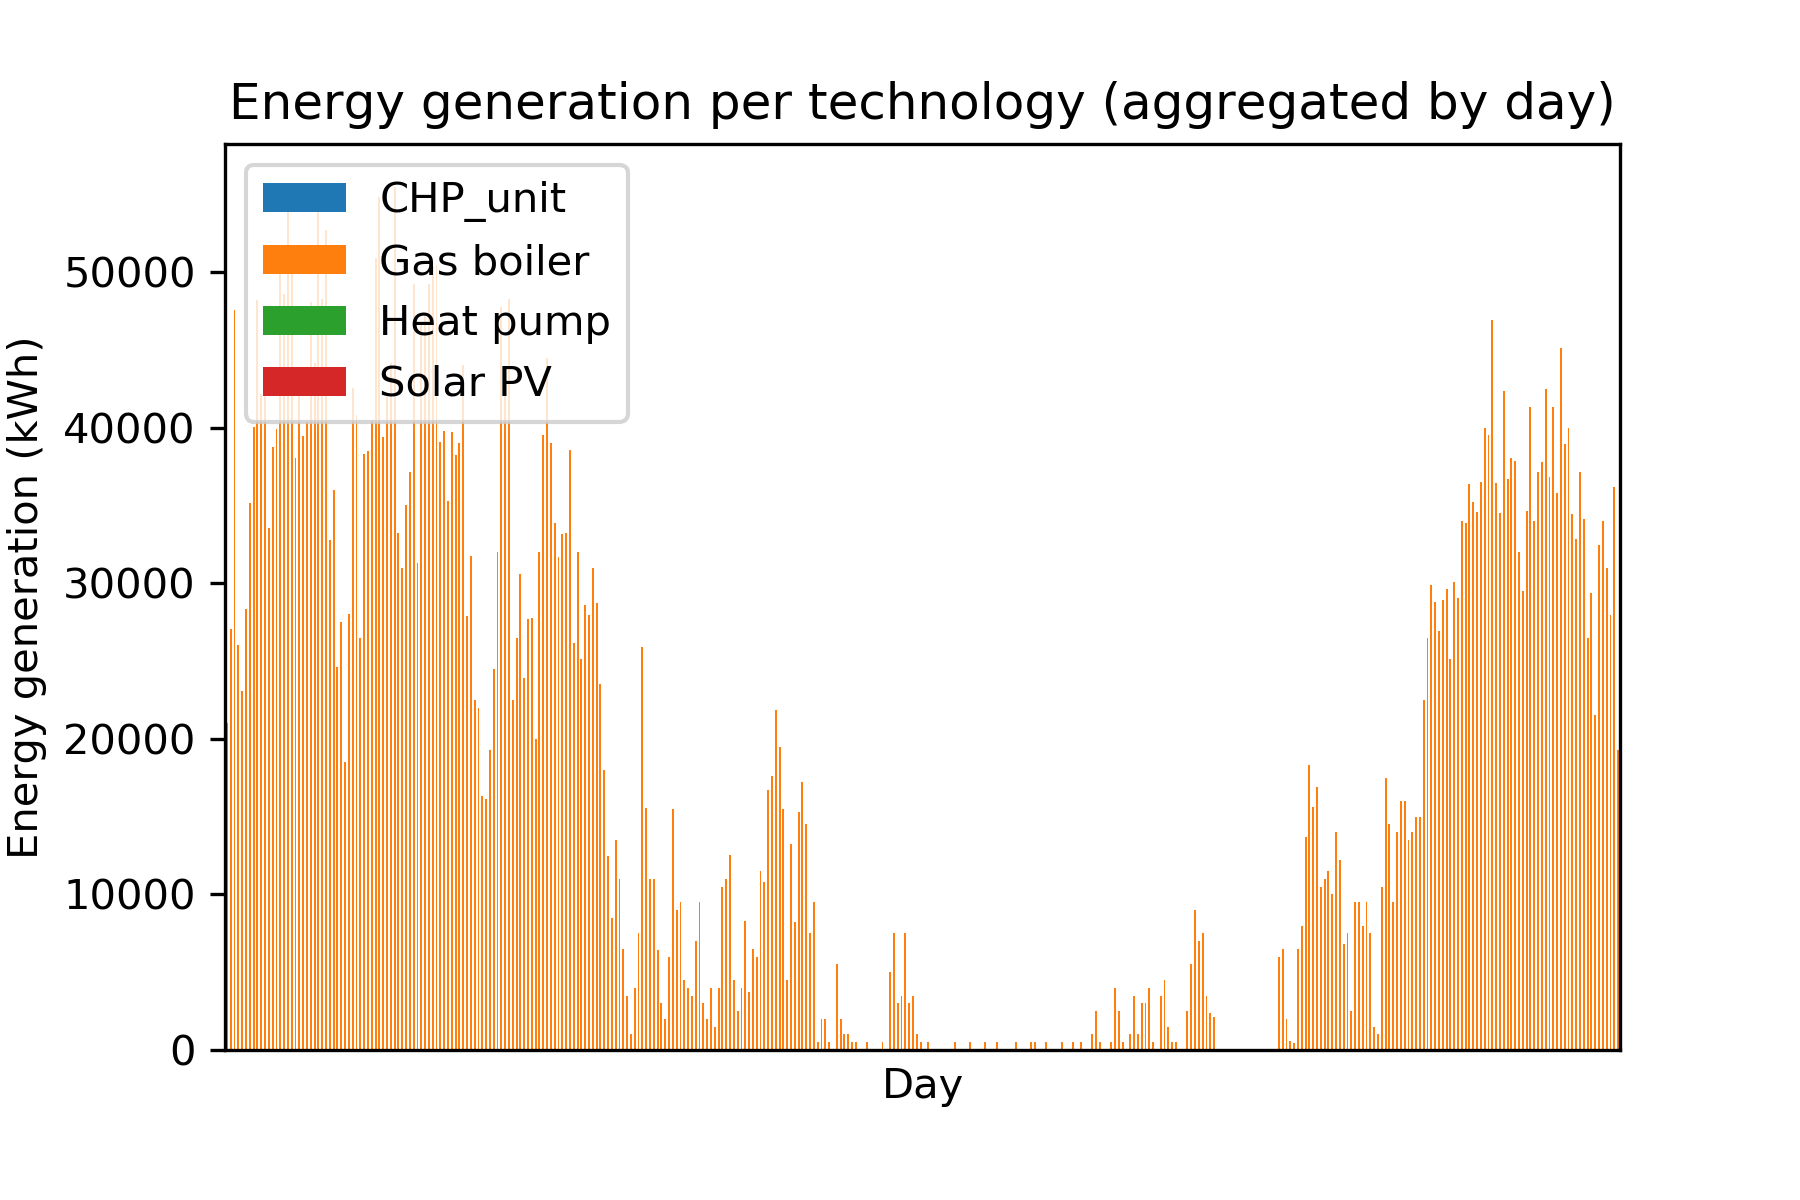 Energy generation per technology (aggregated by day)
CHP_unit
Gas boiler
Heat pump
Solar PV
Energy generation (kWh)
50000
40000
30000
20000
10000
0
Day